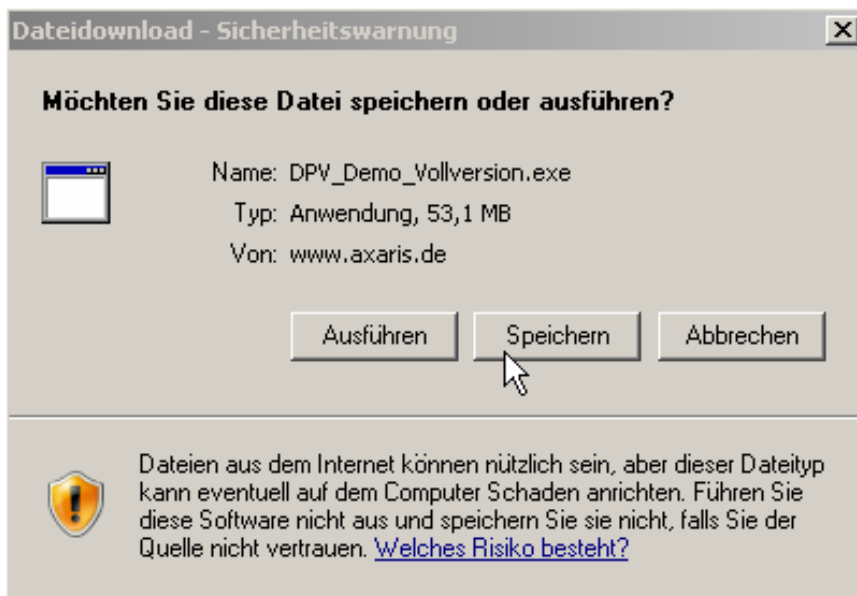 Dateidownload - Sicherheitswarnung
Möchten Sie diese Datei speichern oder ausführen?
Name: DPV_Demo_Vollversion.exe
Typ: Anwendung, 53,1 MB
Von: www.axaris.de
Ausführen Speichern Abbrechen
Dateien aus dem Internet können nützlich sein, aber dieser Dateityp
kann eventuell auf dem Computer Schaden anrichten. Führen Sie
diese Software nicht aus und speichern Sie sie nicht, falls Sie der
Quelle nicht vertrauen. Welches Risiko besteht?